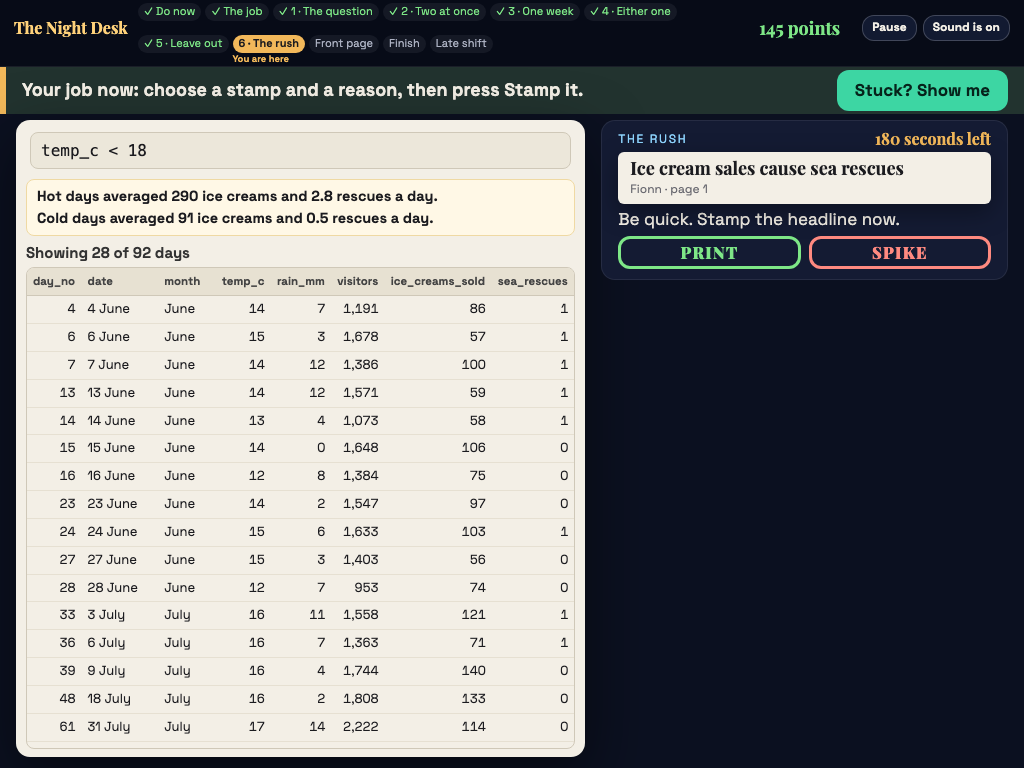 The Night Desk
✓ Do now
✓ The job
✓ 1 · The question
✓ 2 · Two at once
✓ 3 · One week
✓ 4 · Either one
✓ 5 · Leave out
6 · The rush
Front page
Finish
Late shift
You are here
145 points
Pause
Sound is on
Your job now: choose a stamp and a reason, then press Stamp it.
Stuck? Show me
temp_c < 18
Hot days averaged 290 ice creams and 2.8 rescues a day.
Cold days averaged 91 ice creams and 0.5 rescues a day.
Showing 28 of 92 days
day_no date month temp_c rain_mm visitors ice_creams_sold sea_rescues
4 4 June June 14 7 1,191 86 1
6 6 June June 15 3 1,678 57 1
7 7 June June 14 12 1,386 100 1
13 13 June June 14 12 1,571 59 1
14 14 June June 13 4 1,073 58 1
15 15 June June 14 0 1,648 106 0
16 16 June June 12 8 1,384 75 0
23 23 June June 14 2 1,547 97 0
24 24 June June 15 6 1,633 103 1
27 27 June June 15 3 1,403 56 0
28 28 June June 12 7 953 74 0
33 3 July July 16 11 1,558 121 1
36 6 July July 16 7 1,363 71 1
39 9 July July 16 4 1,744 140 0
48 18 July July 16 2 1,808 133 0
61 31 July July 17 14 2,222 114 0
THE RUSH
180 seconds left
Ice cream sales cause sea rescues
Fionn · page 1
Be quick. Stamp the headline now.
PRINT
SPIKE